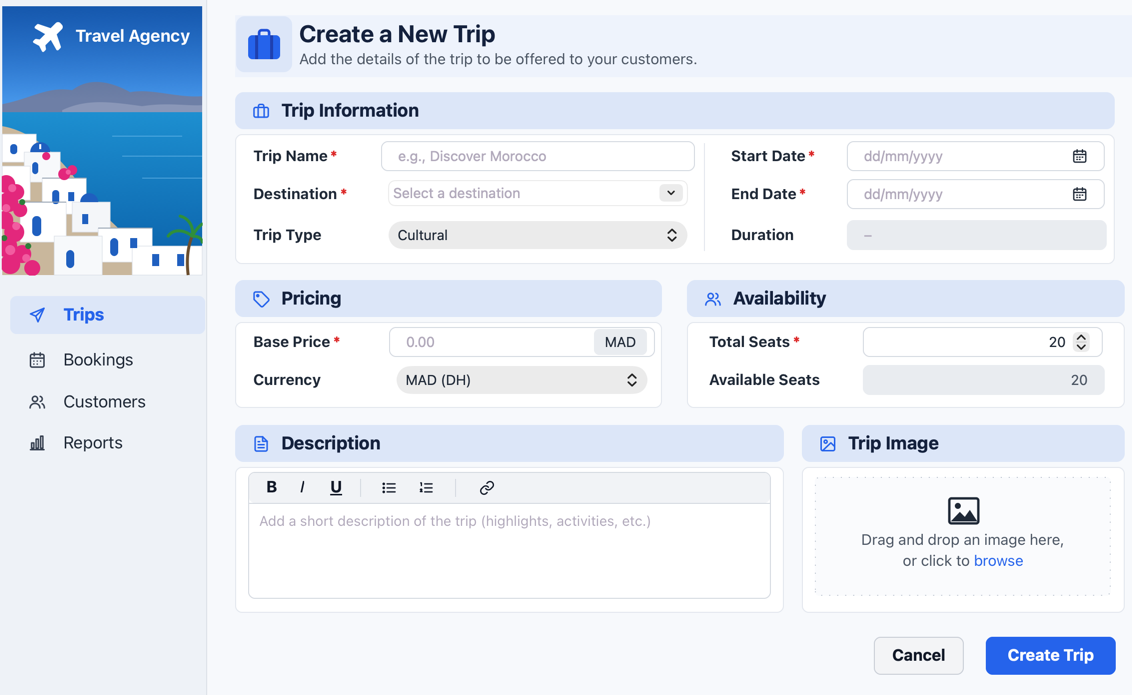 Travel Agency
Trips
Bookings
Customers
Reports
Create a New Trip
Add the details of the trip to be offered to your customers.
Trip Information
Trip Name *
e.g., Discover Morocco
Destination *
Select a destination
Trip Type
Cultural
Start Date *
dd/mm/yyyy
End Date *
dd/mm/yyyy
Duration
–
Pricing
Base Price *
0.00
MAD
Currency
MAD (DH)
Availability
Total Seats *
20
Available Seats
20
Description
B I U
Add a short description of the trip (highlights, activities, etc.)
Trip Image
Drag and drop an image here,
or click to browse
Cancel
Create Trip